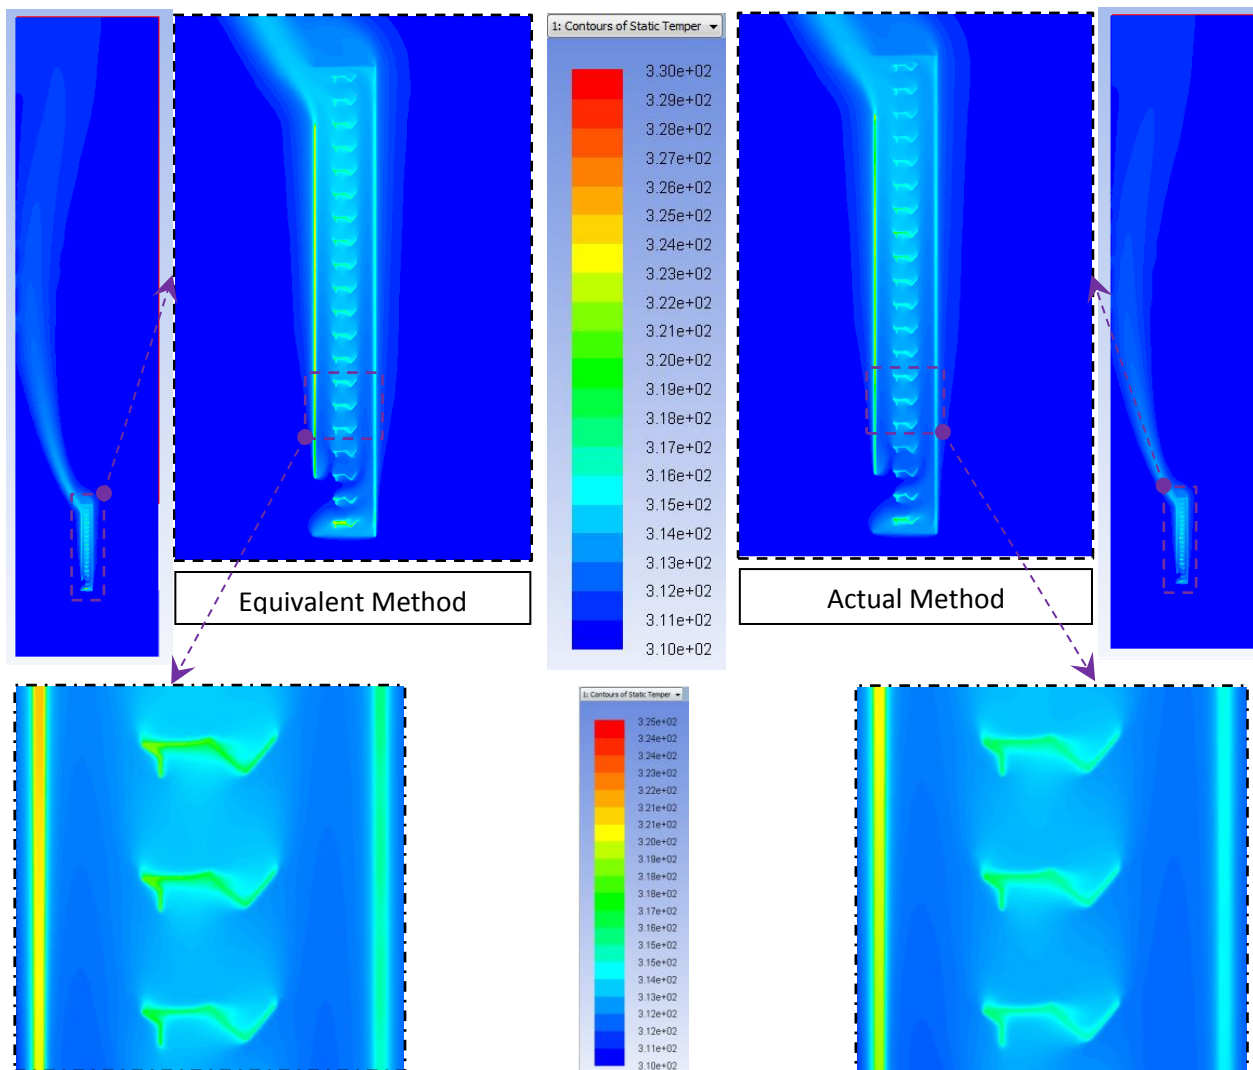 1: Contours of Static Temper
3.30e+02
3.29e+02
3.28e+02
3.27e+02
3.26e+02
3.25e+02
3.24e+02
3.23e+02
3.22e+02
3.21e+02
3.20e+02
3.19e+02
3.18e+02
3.17e+02
3.16e+02
3.15e+02
3.14e+02
3.13e+02
3.12e+02
3.11e+02
3.10e+02
Equivalent Method
Actual Method
1: Contours of Static Temper
3.25e+02
3.24e+02
3.24e+02
3.23e+02
3.22e+02
3.21e+02
3.21e+02
3.20e+02
3.19e+02
3.18e+02
3.18e+02
3.17e+02
3.16e+02
3.15e+02
3.15e+02
3.14e+02
3.13e+02
3.12e+02
3.12e+02
3.11e+02
3.10e+02